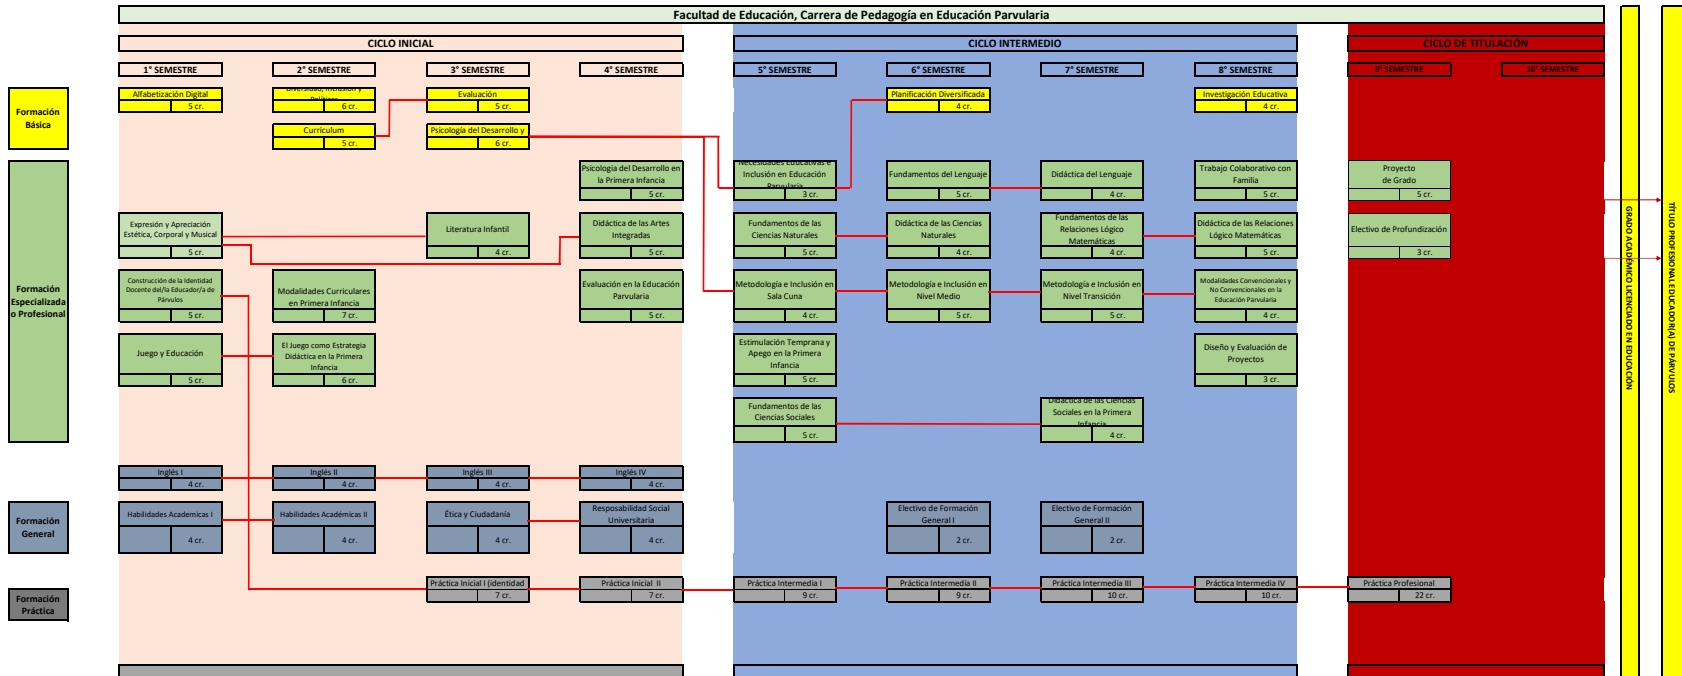 Facultad de Educación, Carrera de Pedagogía en Educación Parvularia
CICLO INICIAL
CICLO INTERMEDIO
CICLO DE TITULACIÓN
1° SEMESTRE
2° SEMESTRE
3° SEMESTRE
4° SEMESTRE
5° SEMESTRE
6° SEMESTRE
7° SEMESTRE
8° SEMESTRE
9° SEMESTRE
10° SEMESTRE
Formación
Básica
Alfabetización Digital
5 cr.
Diversidad, Inclusión y
6 cr.
Evaluación
5 cr.
Planificación Diversificada
4 cr.
Investigación Educativa
4 cr.
Currículum
5 cr.
Psicología del Desarrollo y
6 cr.
Formación
Especializada
o Profesional
Psicologia del Desarrollo en
la Primera Infancia
5 cr.
Necesidades Educativas e
Inclusión en Educación
Parvularia
3 cr.
Fundamentos del Lenguaje
5 cr.
Didáctica del Lenguaje
4 cr.
Trabajo Colaborativo con
Familia
5 cr.
Proyecto
de Grado
5 cr.
Expresión y Apreciación
Estética, Corporal y Musical
5 cr.
Literatura Infantil
4 cr.
Didáctica de las Artes
Integradas
5 cr.
Fundamentos de las
Ciencias Naturales
5 cr.
Didáctica de las Ciencias
Naturales
4 cr.
Fundamentos de las
Relaciones Lógico
Matemáticas
4 cr.
Didáctica de las Relaciones
Lógico Matemáticas
5 cr.
Electivo de Profundización
3 cr.
Construcción de la Identidad
Docente del/la Educador/a de
Párvulos
5 cr.
Modalidades Curriculares
en Primera Infancia
7 cr.
Evaluación en la Educación
Parvularia
5 cr.
Metodología e Inclusión en
Sala Cuna
4 cr.
Metodología e Inclusión en
Nivel Medio
5 cr.
Metodología e Inclusión en
Nivel Transición
5 cr.
Modalidades Convencionales y
No Convencionales en la
Educación Parvularia
4 cr.
Juego y Educación
5 cr.
El Juego como Estrategia
Didáctica en la Primera
Infancia
6 cr.
Estimulación Temprana y
Apego en la Primera
Infancia
5 cr.
Diseño y Evaluación de
Proyectos
3 cr.
Fundamentos de las
Ciencias Sociales
5 cr.
Didáctica de las Ciencias
Sociales en la Primera
Infancia
4 cr.
Inglés I
4 cr.
Inglés II
4 cr.
Inglés III
4 cr.
Inglés IV
4 cr.
Formación
General
Habilidades Academicas I
4 cr.
Habilidades Académicas II
4 cr.
Ética y Ciudadanía
4 cr.
Resposabilidad Social
Universitaria
4 cr.
Electivo de Formación
General I
2 cr.
Electivo de Formación
General II
2 cr.
Formación
Práctica
Práctica Inicial I (identidad
7 cr.
Práctica Inicial II
7 cr.
Práctica Intermedia I
9 cr.
Práctica Intermedia II
9 cr.
Práctica Intermedia III
10 cr.
Práctica Intermedia IV
10 cr.
Práctica Profesional
22 cr.
GRADO ACADÉMICO LICENCIADO EN EDUCACIÓN
TÍTULO PROFESIONAL EDUCADOR(A) DE PÁRVULOS